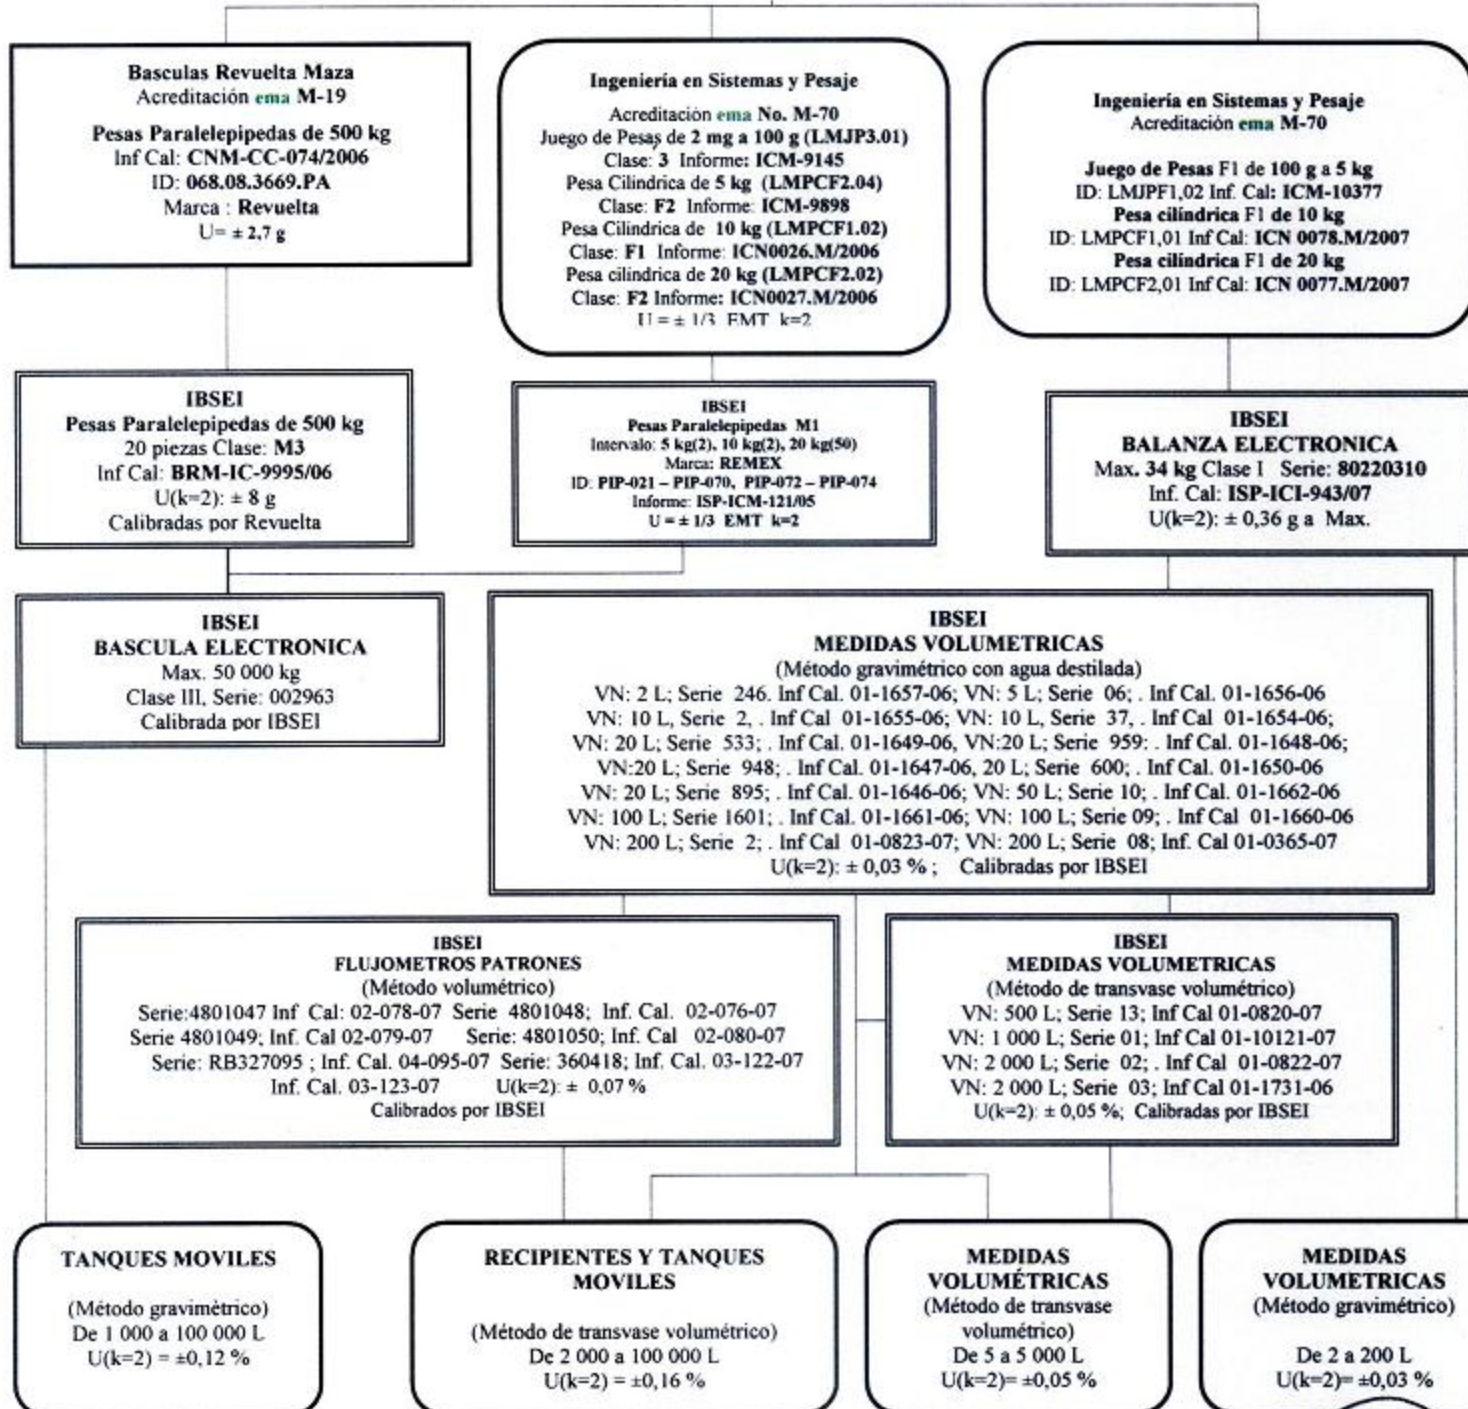 Basculas Revuelta Maza
Acreditación ema M-19
Pesas Paralelepipedas de 500 kg
Inf Cal: CNM-CC-074/2006
ID: 068.08.3669.PA
Marca : Revuelta
U= ± 2,7 g
Ingeniería en Sistemas y Pesaje
Acreditación ema No. M-70
Juego de Pesas de 2 mg a 100 g (LMJP3.01)
Clase: 3 Informe: ICM-9145
Pesa Cilindrica de 5 kg (LMPCF2.04)
Clase: F2 Informe: ICM-9898
Pesa Cilindrica de 10 kg (LMPCF1.02)
Clase: F1 Informe: ICN0026.M/2006
Pesa cilindrica de 20 kg (LMPCF2.02)
Clase: F2 Informe: ICN0027.M/2006
U = ± 1/3 EMT k=2
Ingeniería en Sistemas y Pesaje
Acreditación ema M-70
Juego de Pesas F1 de 100 g a 5 kg
ID: LMJPF1,02 Inf. Cal: ICM-10377
Pesa cilíndrica F1 de 10 kg
ID: LMPCF1,01 Inf Cal: ICN 0078.M/2007
Pesa cilíndrica F1 de 20 kg
ID: LMPCF2,01 Inf Cal: ICN 0077.M/2007
IBSEI
Pesas Paralelepipedas de 500 kg
20 piezas Clase: M3
Inf Cal: BRM-IC-9995/06
U(k=2): ± 8 g
Calibradas por Revuelta
IBSEI
Pesas Paralelepipedas M1
Intervalo: 5 kg(2), 10 kg(2), 20 kg(50)
Marca: REMEX
ID: PIP-021 – PIP-070, PIP-072 – PIP-074
Informe: ISP-ICM-121/05
U = ± 1/3 EMT k=2
IBSEI
BALANZA ELECTRONICA
Max. 34 kg Clase I Serie: 80220310
Inf. Cal: ISP-ICI-943/07
U(k=2): ± 0,36 g a Max.
IBSEI
BASCULA ELECTRONICA
Max. 50 000 kg
Clase III, Serie: 002963
Calibrada por IBSEI
IBSEI
MEDIDAS VOLUMETRICAS
(Método gravimétrico con agua destilada)
VN: 2 L; Serie 246. Inf Cal. 01-1657-06; VN: 5 L; Serie 06; . Inf Cal. 01-1656-06
VN: 10 L, Serie 2, . Inf Cal 01-1655-06; VN: 10 L, Serie 37, . Inf Cal 01-1654-06;
VN: 20 L; Serie 533; . Inf Cal. 01-1649-06, VN:20 L; Serie 959: . Inf Cal. 01-1648-06;
VN:20 L; Serie 948; . Inf Cal. 01-1647-06, 20 L; Serie 600; . Inf Cal. 01-1650-06
VN: 20 L; Serie 895; . Inf Cal. 01-1646-06; VN: 50 L; Serie 10; . Inf Cal. 01-1662-06
VN: 100 L; Serie 1601; . Inf Cal. 01-1661-06; VN: 100 L; Serie 09; . Inf Cal 01-1660-06
VN: 200 L; Serie 2; . Inf Cal 01-0823-07; VN: 200 L; Serie 08; Inf. Cal 01-0365-07
U(k=2): ± 0,03 % ; Calibradas por IBSEI
IBSEI
FLUJOMETROS PATRONES
(Método volumétrico)
Serie:4801047 Inf Cal: 02-078-07 Serie 4801048; Inf. Cal. 02-076-07
Serie 4801049; Inf. Cal 02-079-07 Serie: 4801050; Inf. Cal 02-080-07
Serie: RB327095 ; Inf. Cal. 04-095-07 Serie: 360418; Inf. Cal. 03-122-07
Inf. Cal. 03-123-07 U(k=2): ± 0,07 %
Calibrados por IBSEI
IBSEI
MEDIDAS VOLUMETRICAS
(Método de transvase volumétrico)
VN: 500 L; Serie 13; Inf Cal 01-0820-07
VN: 1 000 L; Serie 01; Inf Cal 01-10121-07
VN: 2 000 L; Serie 02; . Inf Cal 01-0822-07
VN: 2 000 L; Serie 03; Inf Cal 01-1731-06
U(k=2): ± 0,05 %; Calibradas por IBSEI
TANQUES MOVILES
(Método gravimétrico)
De 1 000 a 100 000 L
U(k=2) = ±0,12 %
RECIPIENTES Y TANQUES
MOVILES
(Método de transvase volumétrico)
De 2 000 a 100 000 L
U(k=2) = ±0,16 %
MEDIDAS
VOLUMÉTRICAS
(Método de transvase
volumétrico)
De 5 a 5 000 L
U(k=2)= ±0,05 %
MEDIDAS
VOLUMETRICAS
(Método gravimétrico)
De 2 a 200 L
U(k=2)= ±0,03 %